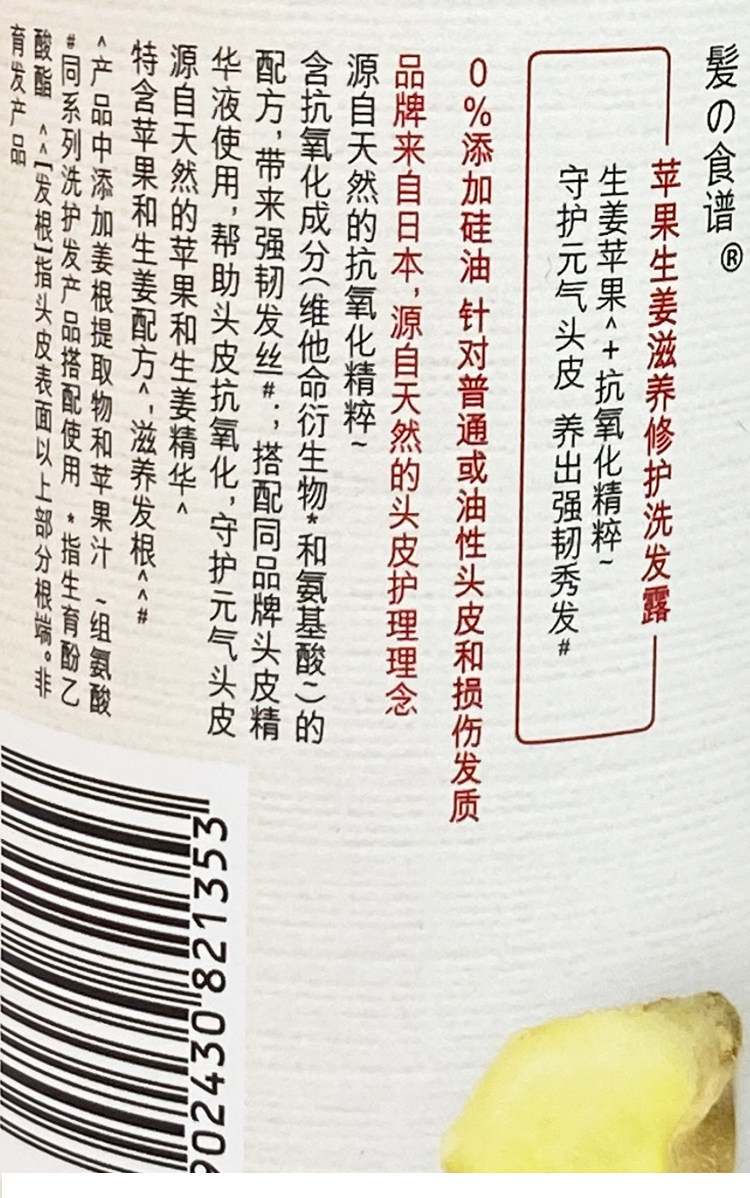 髪の食谱®
苹果生姜滋养修护洗发露
生姜苹果^+抗氧化精粹~
守护元气头皮 养出强韧秀发#
0%添加硅油 针对普通或油性头皮和损伤发质
品牌来自日本,源自天然的头皮护理理念
源自天然的抗氧化精粹~
含抗氧化成分(维他命衍生物*和氨基酸~)的
配方,带来强韧发丝#;搭配同品牌头皮精
华液使用,帮助头皮抗氧化,守护元气头皮
源自天然的苹果和生姜精华^
特含苹果和生姜配方^,滋养发根^^#
^产品中添加姜根提取物和苹果汁 ~组氨酸
#同系列洗护发产品搭配使用 *指生育酚乙
酸酯 ^^[发根]指头皮表面以上部分根端。非
育发产品
902430 821353